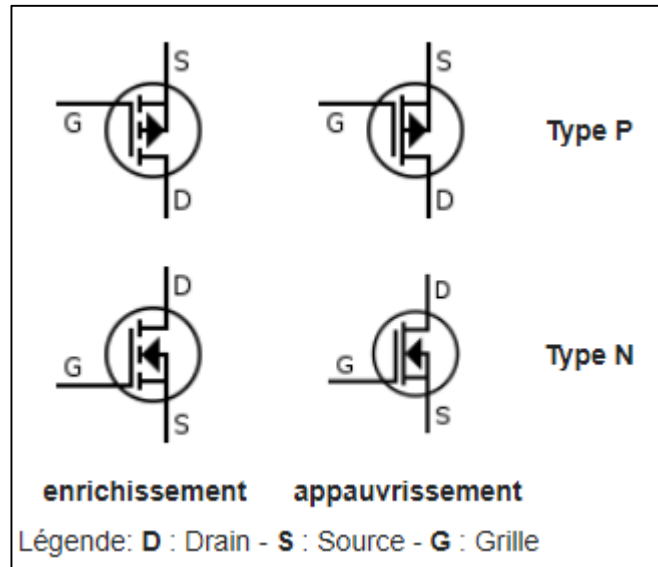 S S
G G Type P
D D
D D
G G Type N
S S
enrichissement appauvrissement
Légende: D : Drain - S : Source - G : Grille